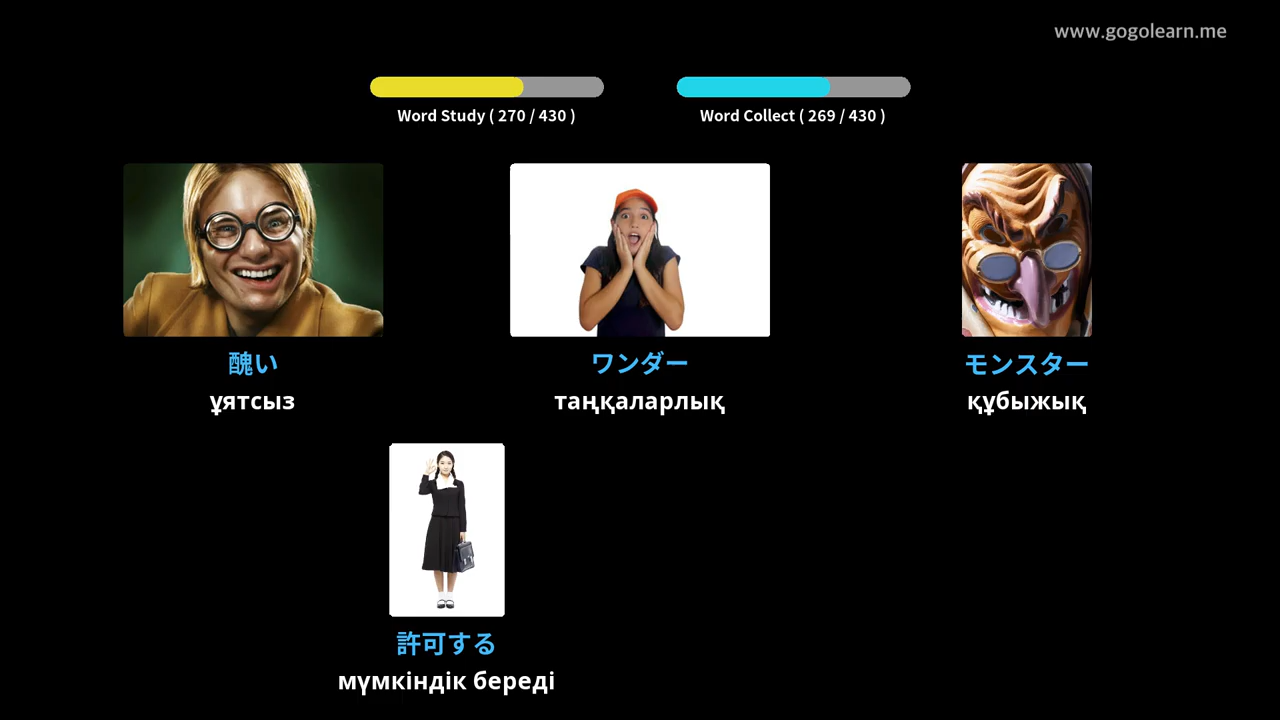 www.gogolearn.me
Word Study ( 270 / 430 )
Word Collect ( 269 / 430 )
醜い
ұятсыз
ワンダー
таңқаларлық
モンスター
құбыжық
許可する
мүмкіндік береді